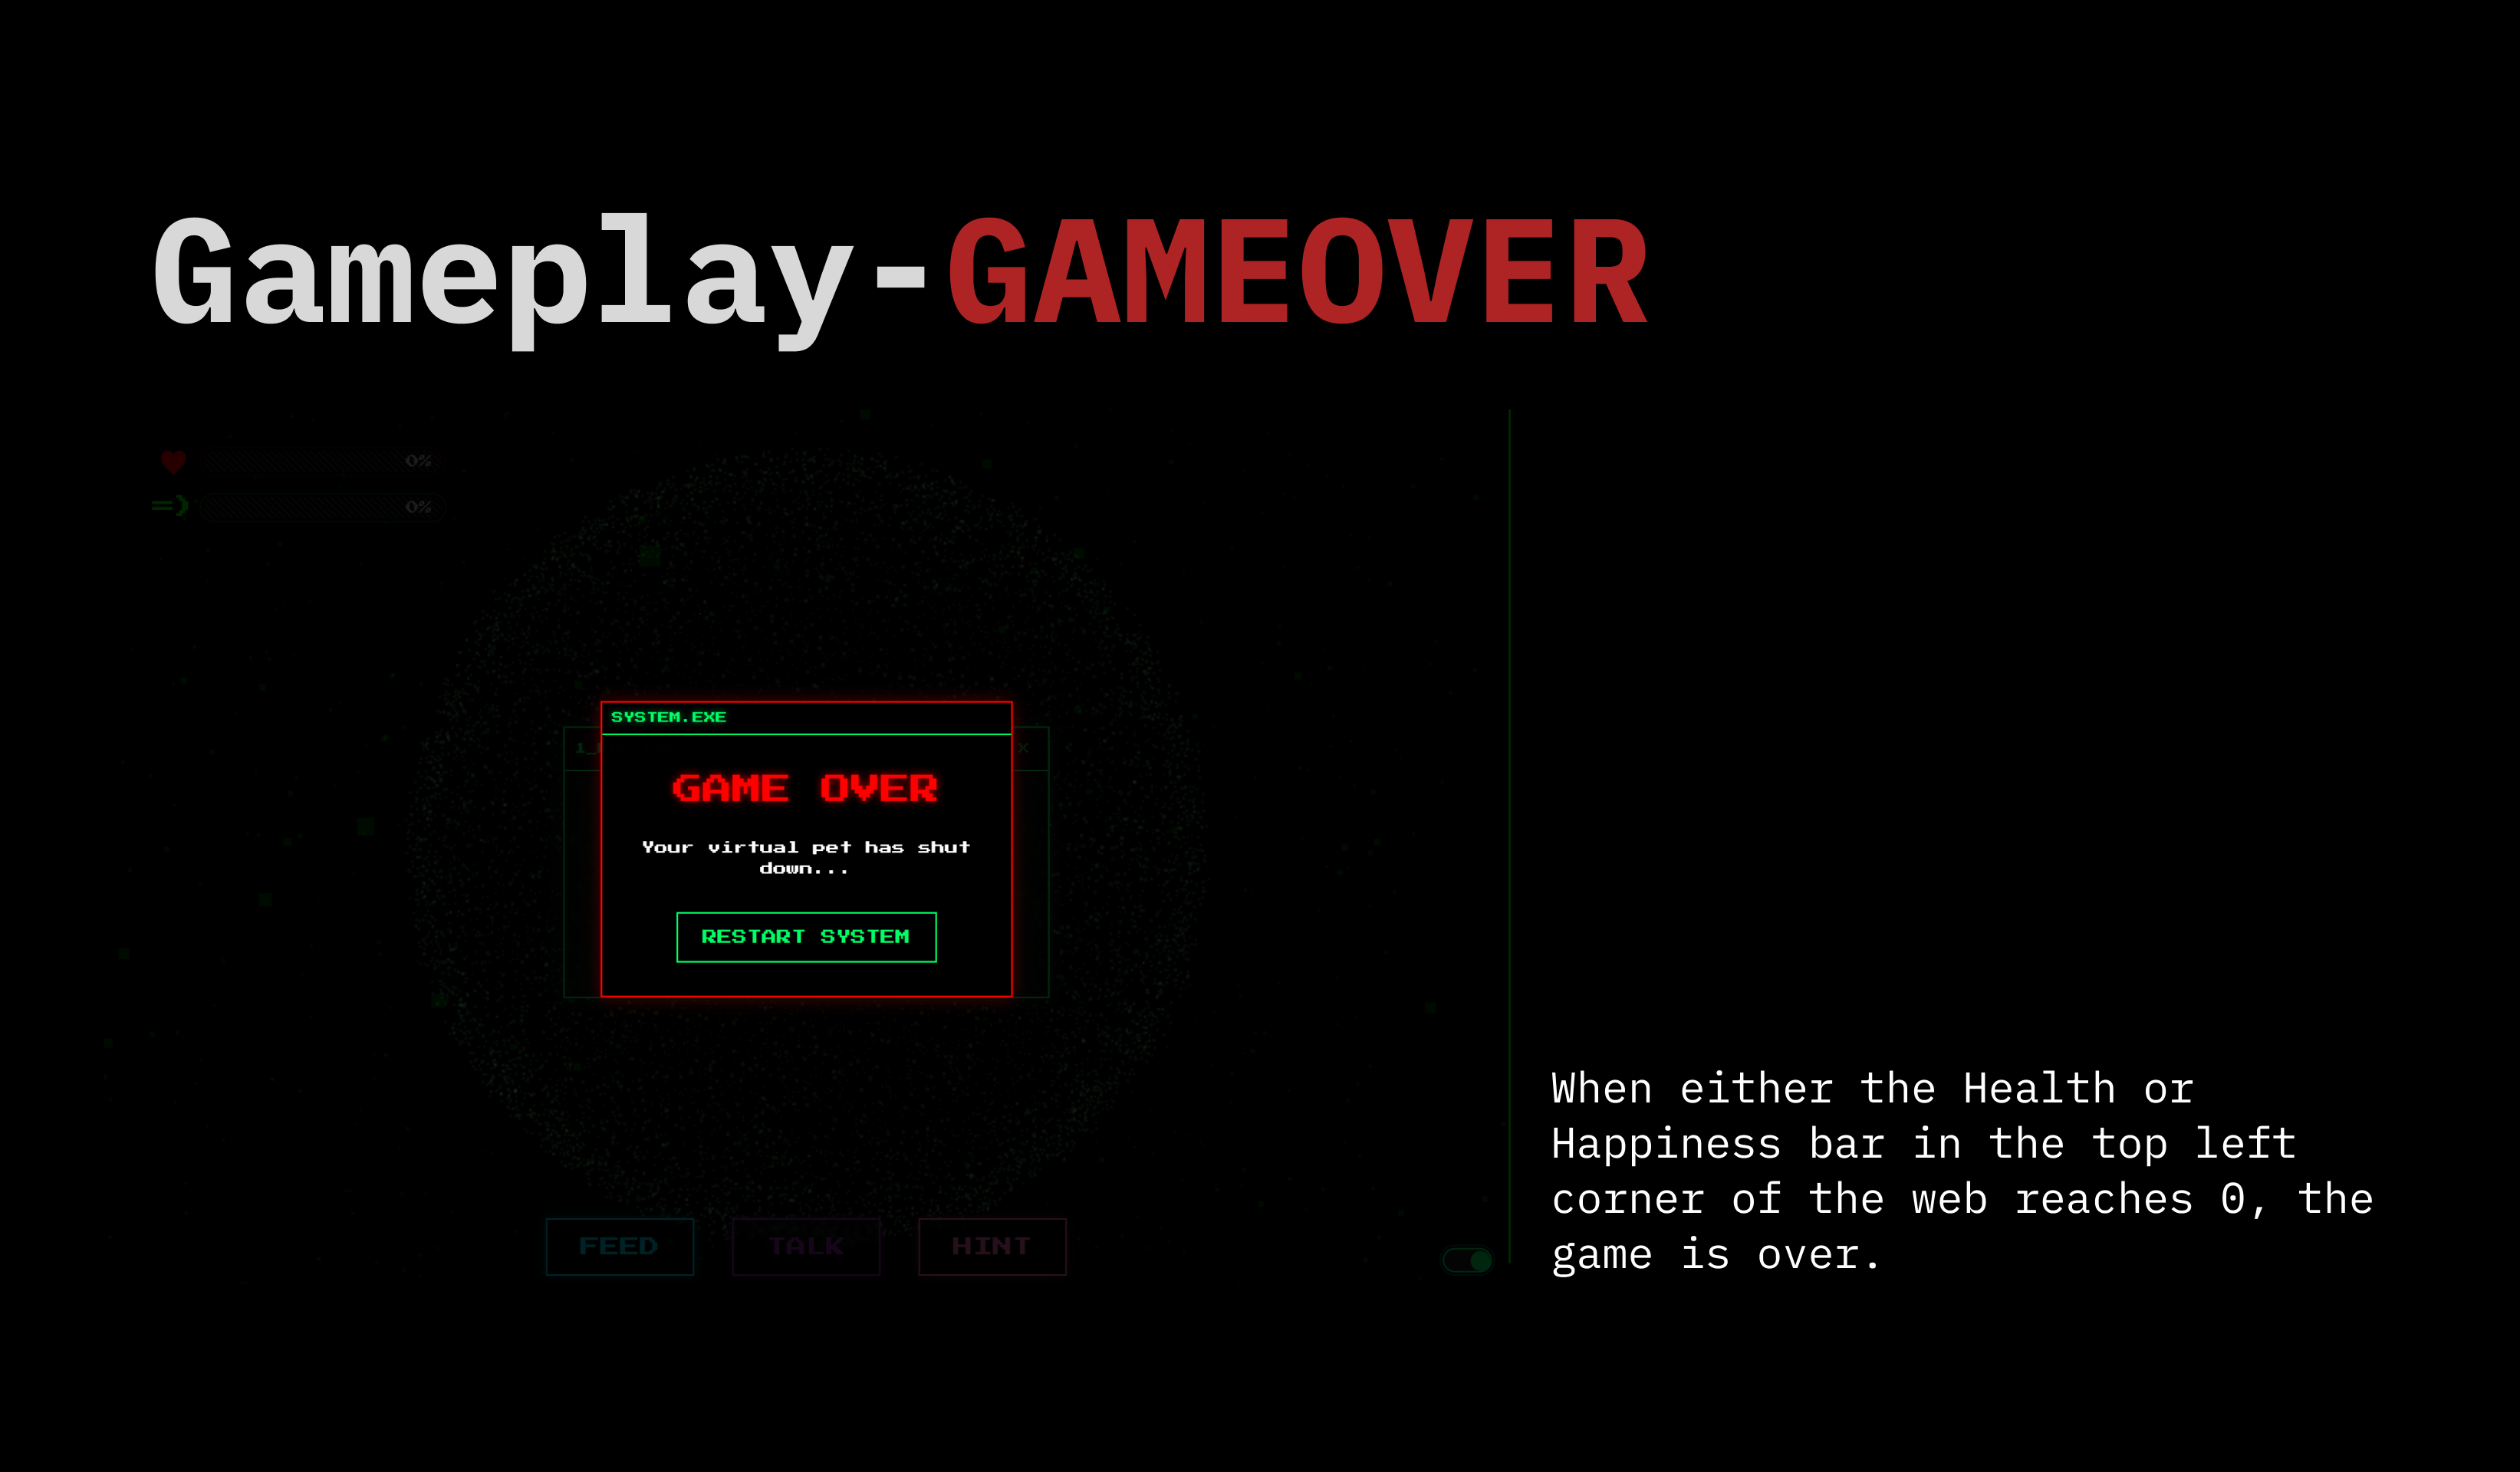 Gameplay-GAMEOVER
0%
=) 0%
SYSTEM.EXE
X
GAME OVER
Your virtual pet has shut
down...
RESTART SYSTEM
FEED TALK HINT
When either the Health or
Happiness bar in the top left
corner of the web reaches 0, the
game is over.